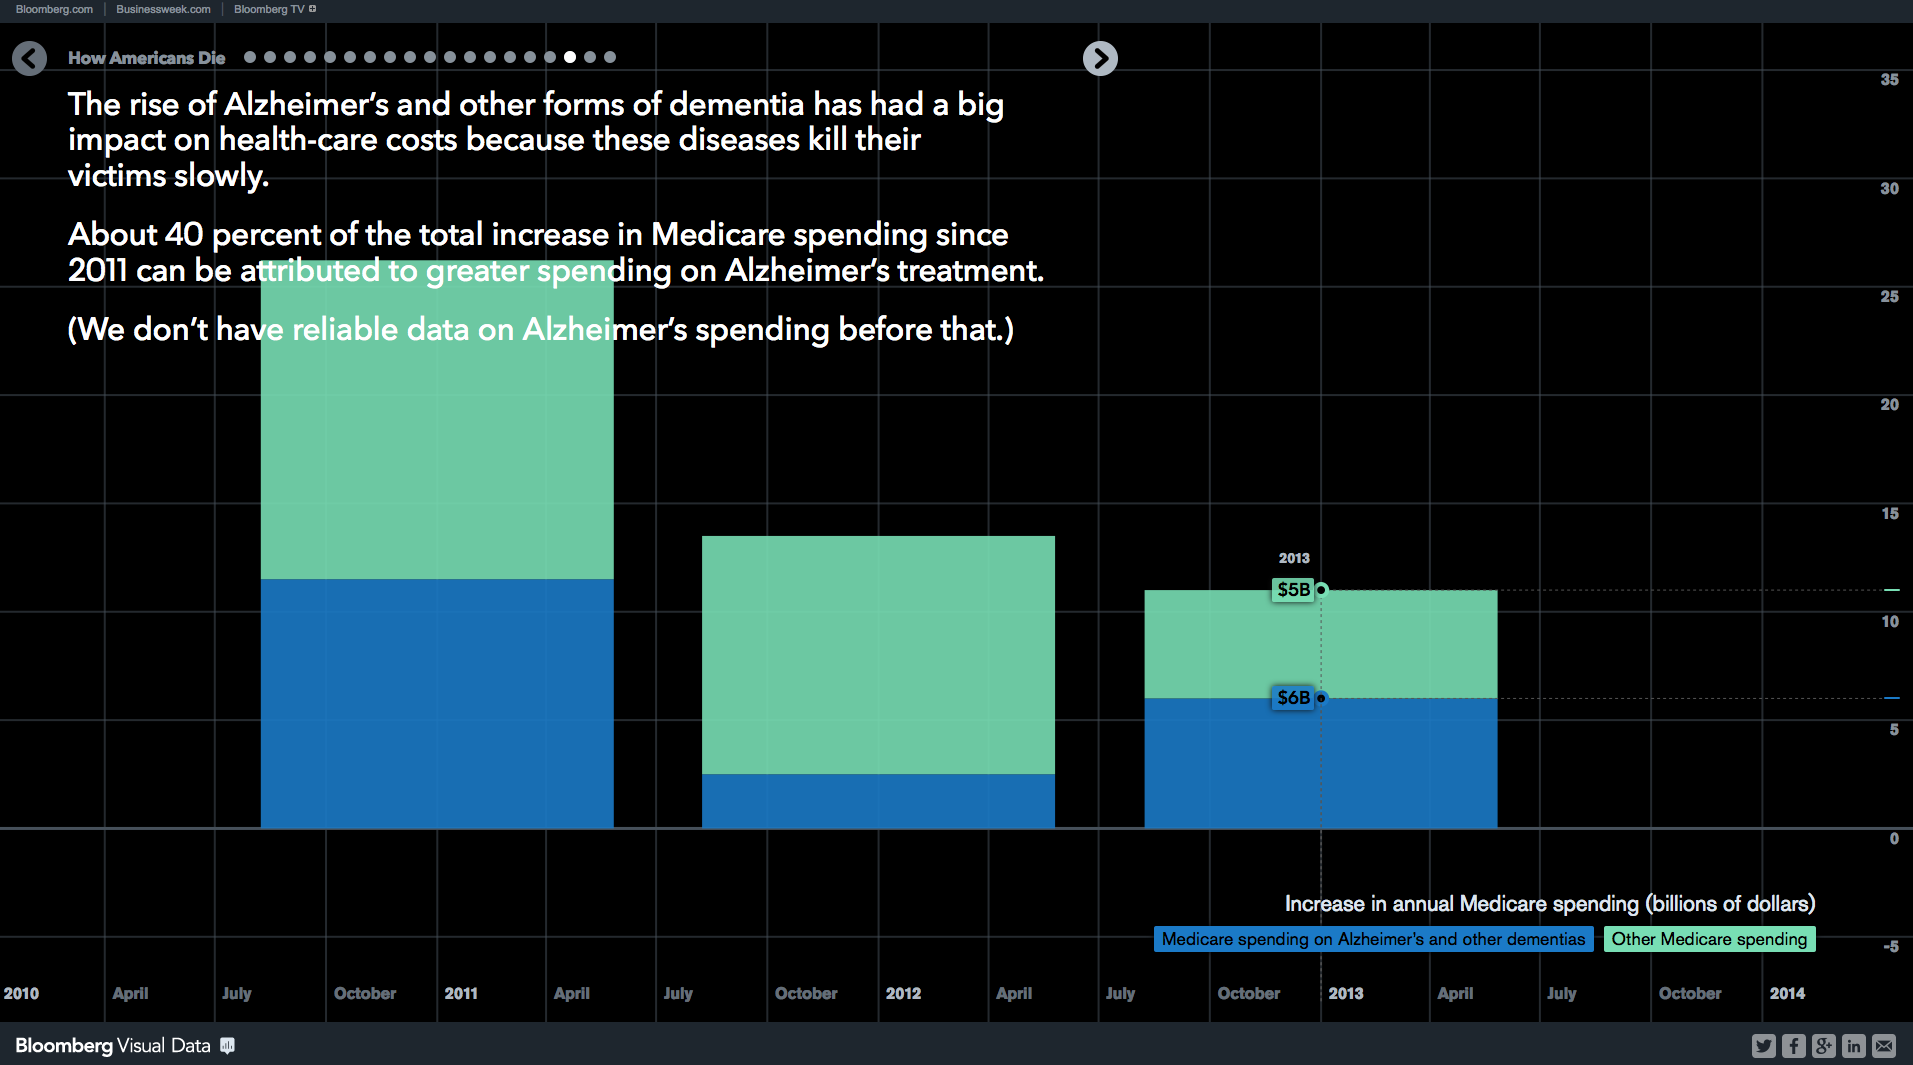 Bloomberg.com Businessweek.com Bloomberg TV
How Americans Die
The rise of Alzheimer's and other forms of dementia has had a big
impact on health-care costs because these diseases kill their
victims slowly.
About 40 percent of the total increase in Medicare spending since
2011 can be attributed to greater spending on Alzheimer's treatment.
(We don't have reliable data on Alzheimer's spending before that.)
35
30
25
20
15
2013
$5B
10
$6B
5
0
Increase in annual Medicare spending (billions of dollars)
Medicare spending on Alzheimer's and other dementias Other Medicare spending
-5
2010 April July October 2011 April July October 2012 April July October 2013 April July October 2014
Bloomberg Visual Data